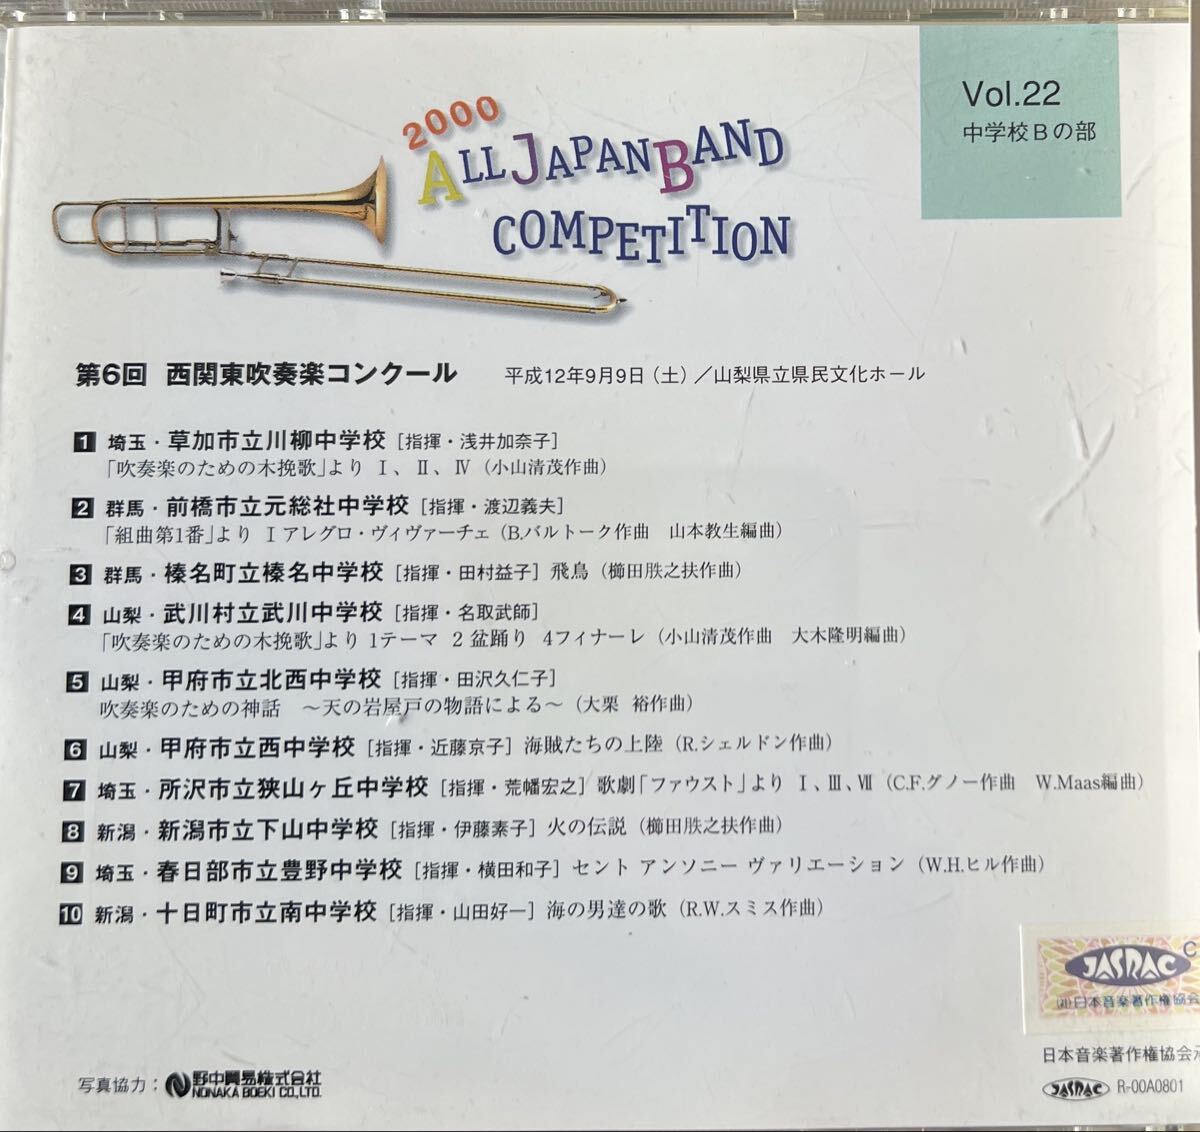 Vol.22
中学校Bの部
2000
ALL JAPAN BAND
COMPETITION
第6回 西関東吹奏楽コンクール 平成12年9月9日(土)/山梨県立県民文化ホール
1 埼玉・草加市立川柳中学校[指揮・浅井加奈子]
「吹奏楽のための木挽歌」より Ⅰ、Ⅱ、Ⅳ(小山清茂作曲)
2 群馬・前橋市立元総社中学校[指揮・渡辺義夫]
「組曲第1番」より Ⅰアレグロ・ヴィヴァーチェ(B.バルトーク作曲 山本教生編曲)
3 群馬・榛名町立榛名中学校[指揮・田村益子]飛鳥(櫛田胅之扶作曲)
4 山梨・武川村立武川中学校[指揮・名取武師]
「吹奏楽のための木挽歌」より 1テーマ 2盆踊り 4フィナーレ(小山清茂作曲 大木隆明編曲)
5 山梨・甲府市立北西中学校[指揮・田沢久仁子]
吹奏楽のための神話 〜天の岩屋戸の物語による〜(大栗 裕作曲)
6 山梨・甲府市立西中学校[指揮・近藤京子]海賊たちの上陸(R.シェルドン作曲)
7 埼玉・所沢市立狭山ヶ丘中学校[指揮・荒幡宏之]歌劇「ファウスト」より Ⅰ、Ⅲ、Ⅶ(C.F.グノー作曲 W.Maas編曲)
8 新潟・新潟市立下山中学校[指揮・伊藤素子]火の伝説(櫛田胅之扶作曲)
9 埼玉・春日部市立豊野中学校[指揮・横田和子]セント アンソニー ヴァリエーション(W.H.ヒル作曲)
10 新潟・十日町市立南中学校[指揮・山田好一]海の男達の歌(R.W.スミス作曲)
C
JASRAC
(社)日本音楽著作権協会
日本音楽著作権協会承
写真協力: 野中貿易株式会社
NONAKA BOEKI CO.,LTD.
JASRAC R-00A0801